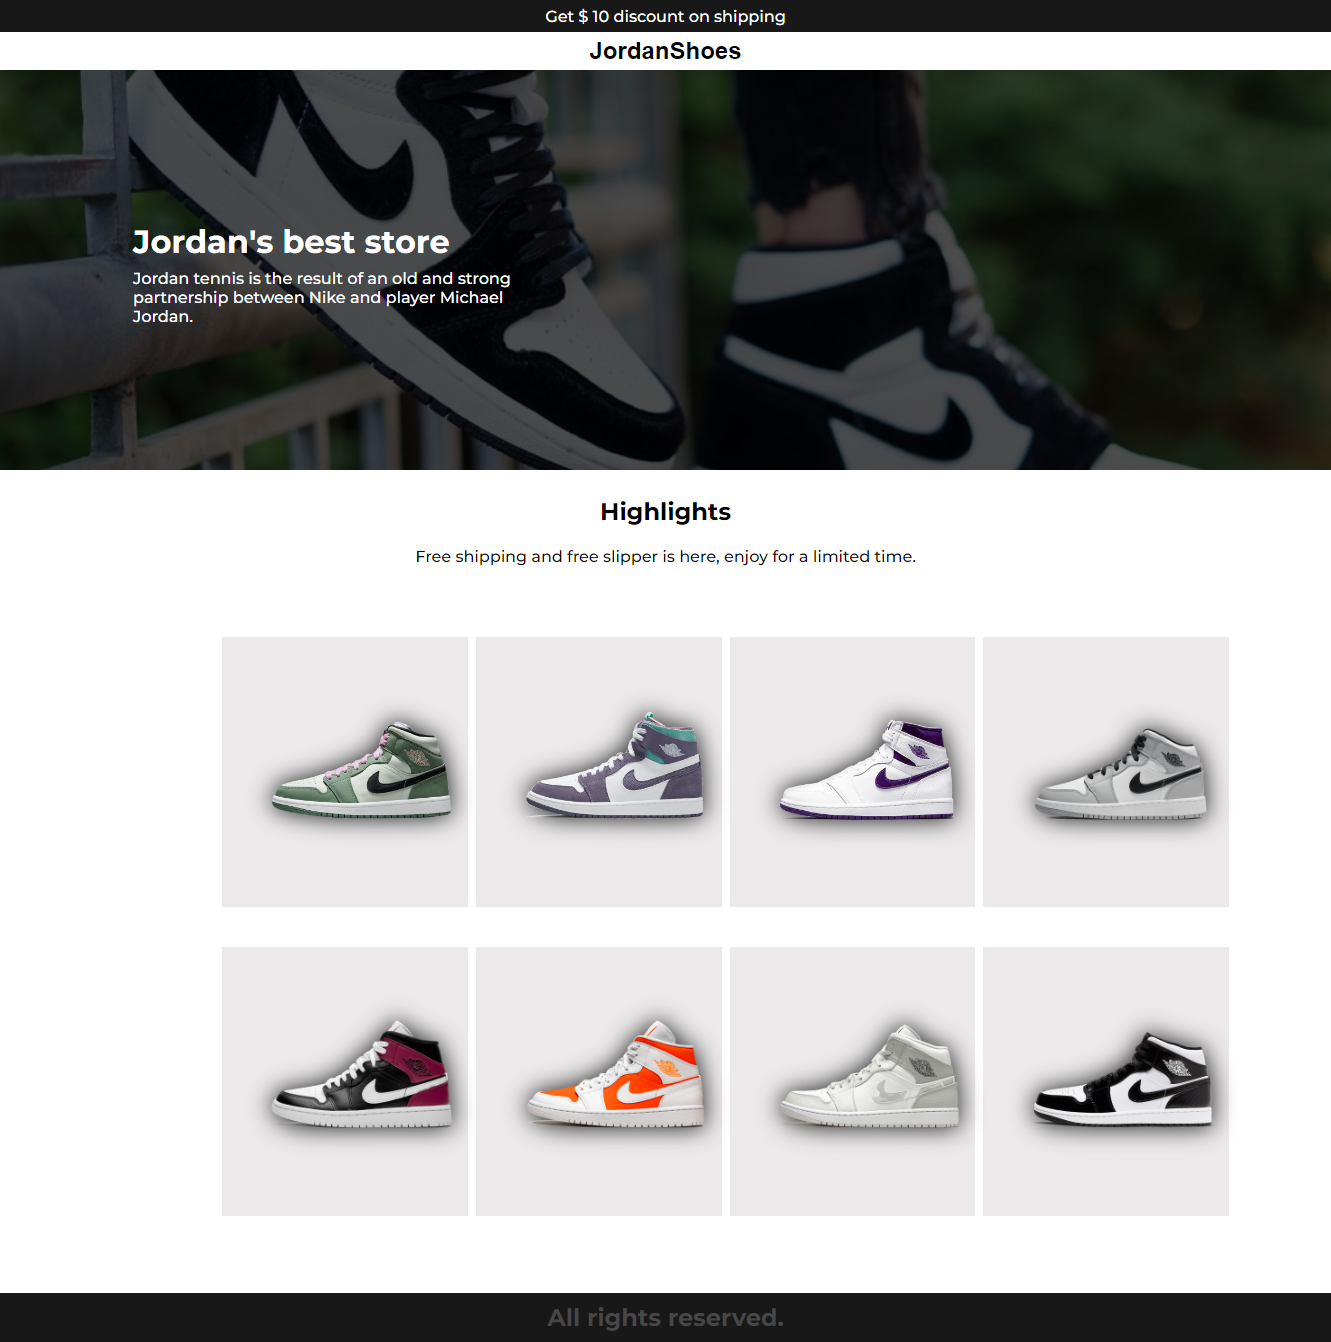 Get $ 10 discount on shipping
JordanShoes
Jordan's best store
Jordan tennis is the result of an old and strong
partnership between Nike and player Michael
Jordan.
Highlights
Free shipping and free slipper is here, enjoy for a limited time.
All rights reserved.